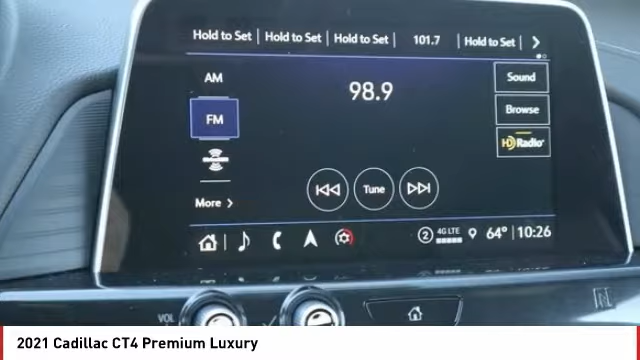 Hold to Set | Hold to Set | Hold to Set | 101.7 | Hold to Set
AM
98.9
Sound
FM
Browse
HD Radio
Tune
More
2 4G LTE 64° 10:26
VOL
2021 Cadillac CT4 Premium Luxury